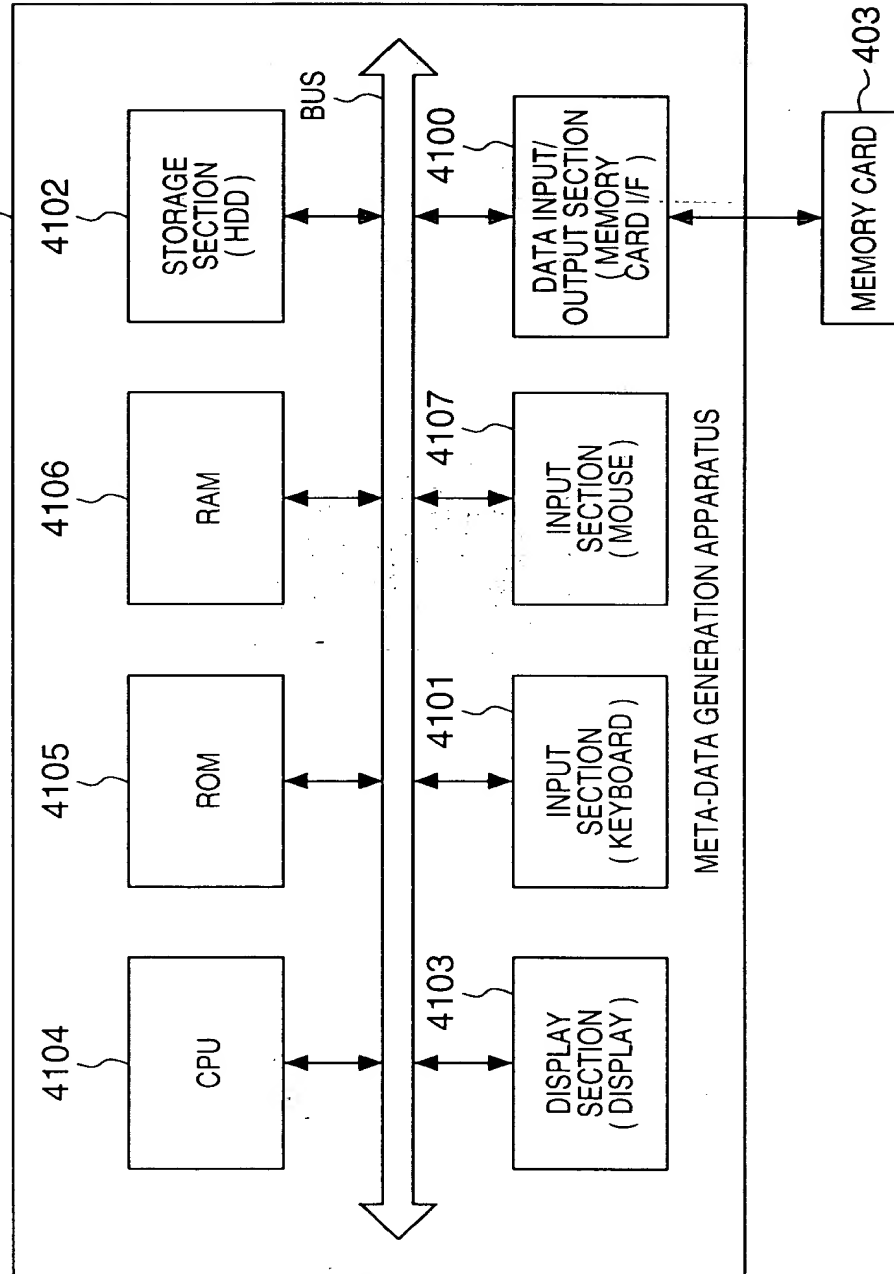 4104
CPU
4105
ROM
4106
RAM
4102
STORAGE
SECTION
( HDD )
BUS
4103
DISPLAY
SECTION
( DISPLAY )
4101
INPUT
SECTION
( KEYBOARD )
4107
INPUT
SECTION
( MOUSE )
4100
DATA INPUT/
OUTPUT SECTION
( MEMORY
CARD I/F )
META-DATA GENERATION APPARATUS
MEMORY CARD
403